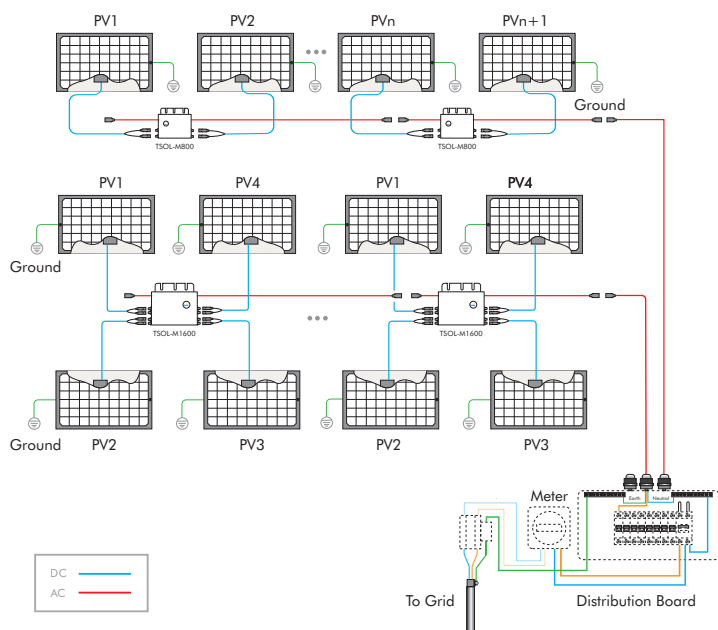 PV1
PV2
PVn
PVn+1
Ground
TSOL-M800
TSOL-M800
PV1
PV4
PV1
PV4
Ground
TSOL-M1600
TSOL-M1600
Ground
PV2
PV3
PV2
PV3
Meter
Earth
Neutral
DC
AC
To Grid
Distribution Board